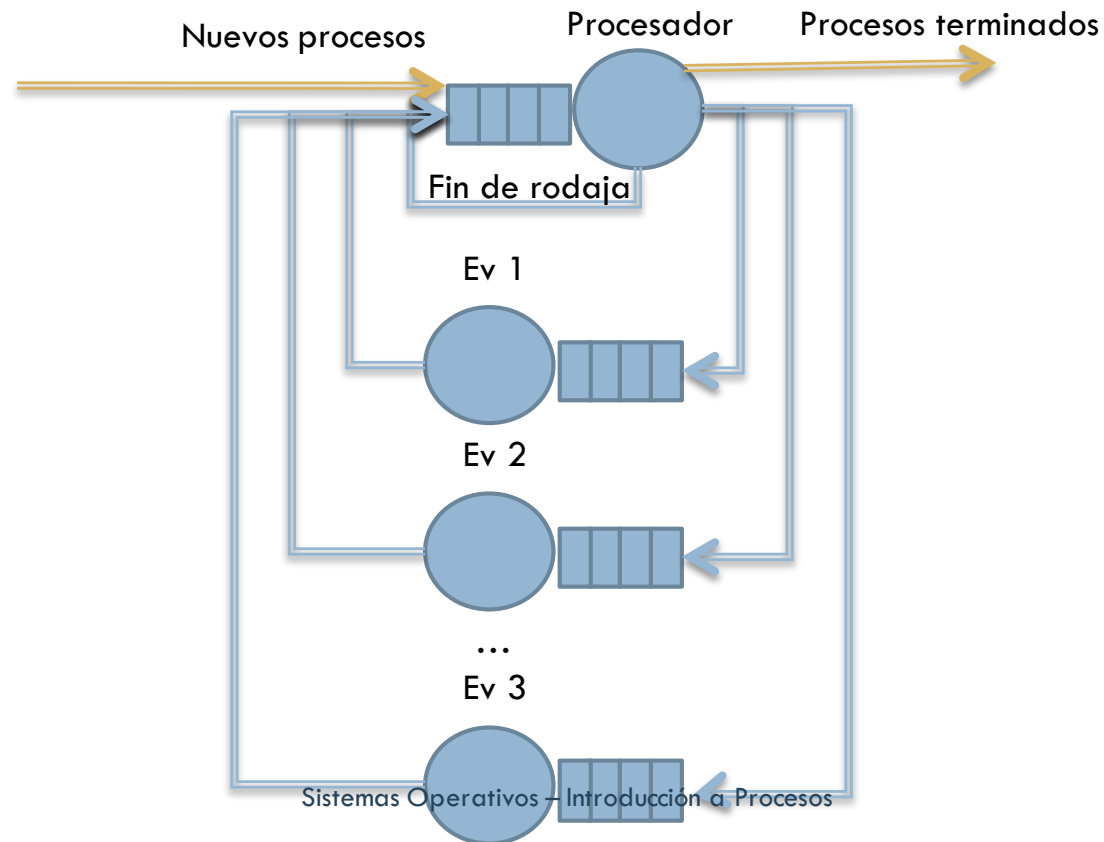 Nuevos procesos
Procesador
Procesos terminados
Fin de rodaja
Ev 1
Ev 2
...
Ev 3
Sistemas Operativos – Introducción a Procesos